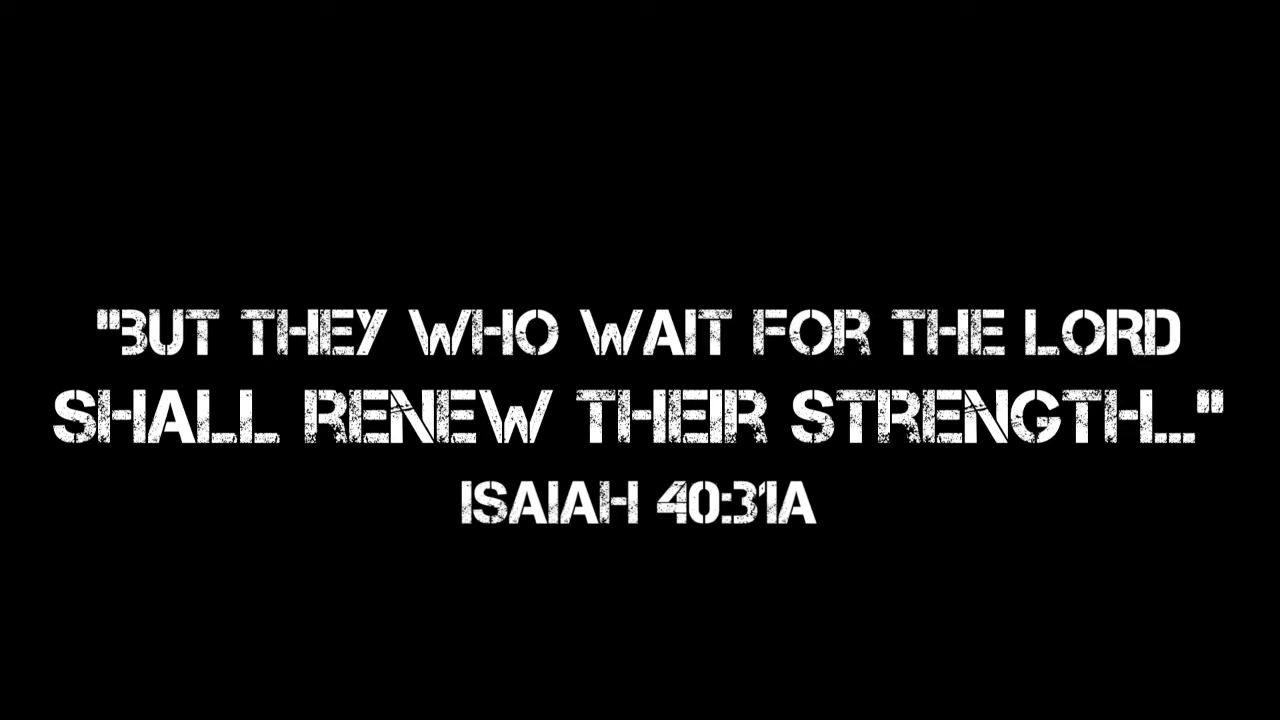 "BUT THEY WHO WAIT FOR THE LORD
SHALL RENEW THEIR STRENGTH..."
ISAIAH 40:31A